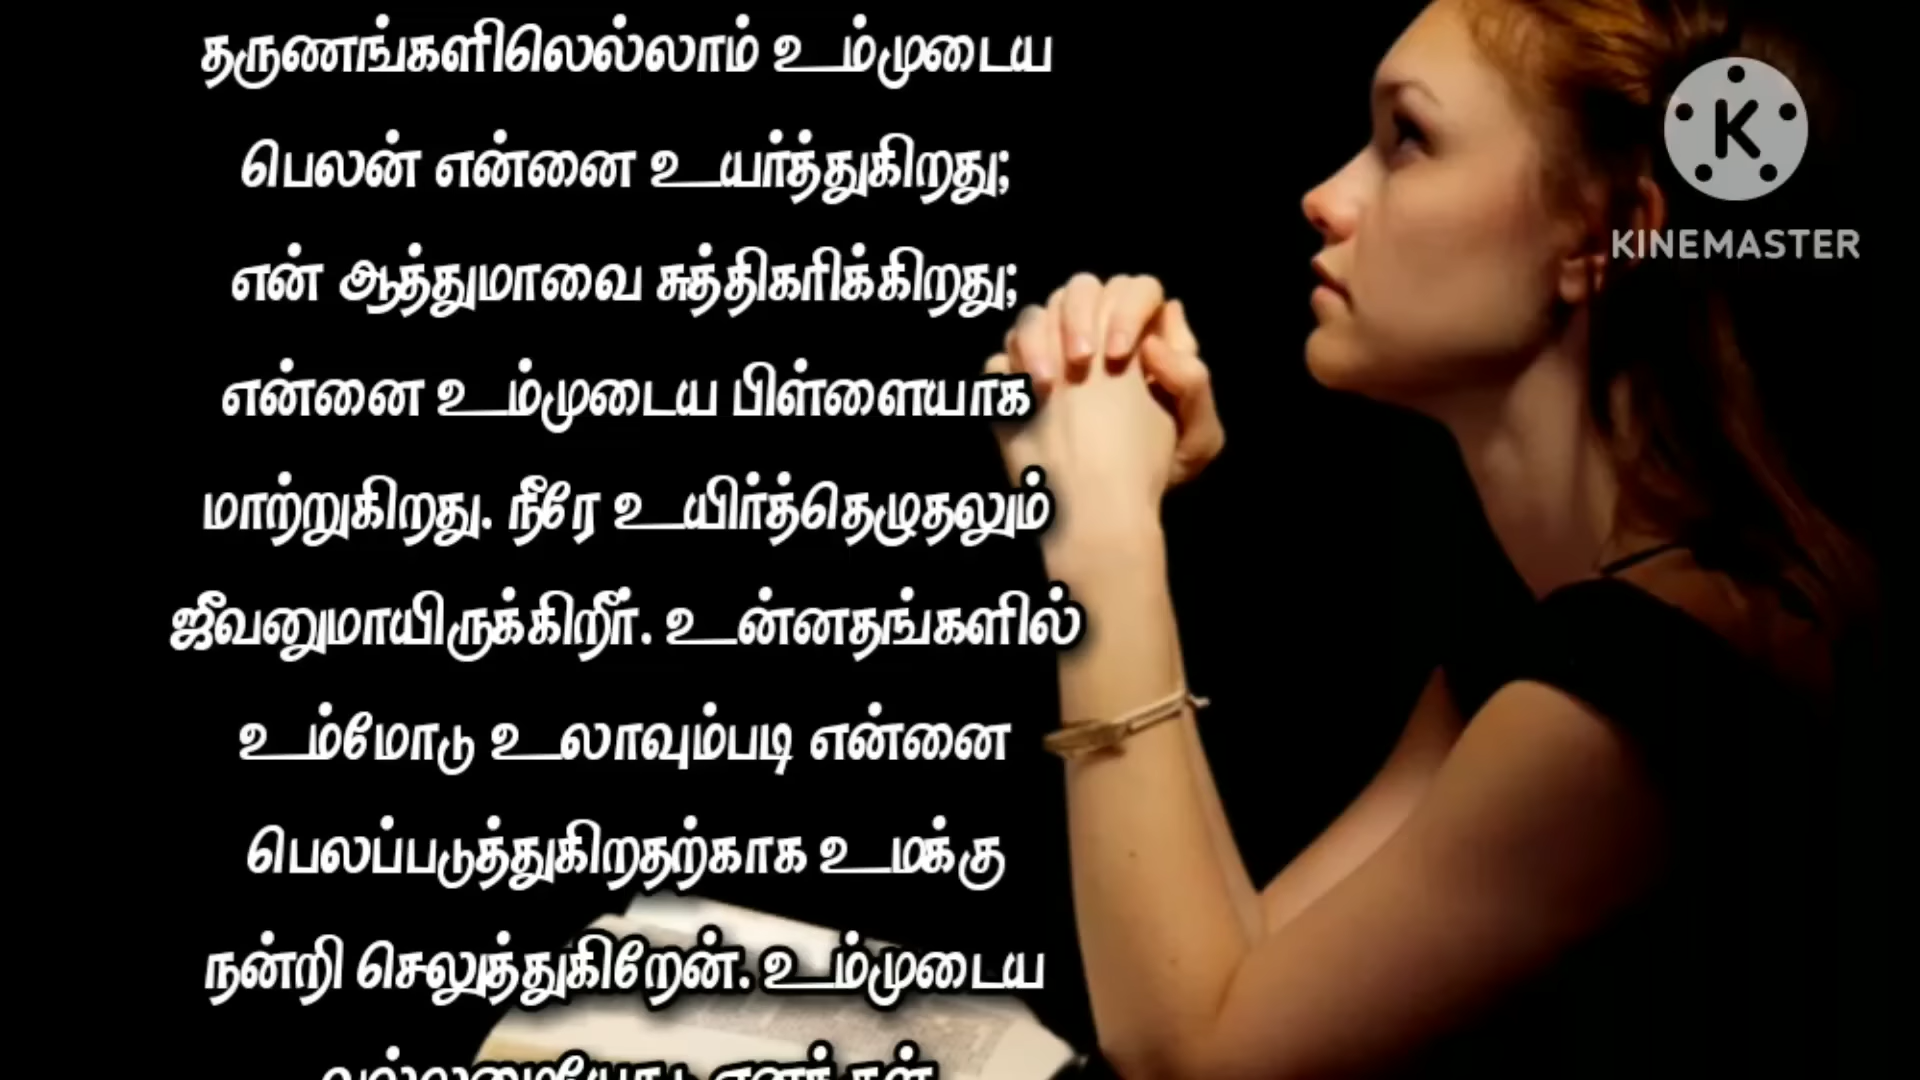 தருணங்களிலெல்லாம் உம்முடைய
பெலன் என்னை உயர்த்துகிறது;
என் ஆத்துமாவை சுத்திகரிக்கிறது;
என்னை உம்முடைய பிள்ளையாக
மாற்றுகிறது. நீரே உயிர்த்தெழுதலும்
ஜீவனுமாயிருக்கிறீர். உன்னதங்களில்
உம்மோடு உலாவும்படி என்னை
பெலப்படுத்துகிறதற்காக உமக்கு
நன்றி செலுத்துகிறேன். உம்முடைய
K
KINEMASTER